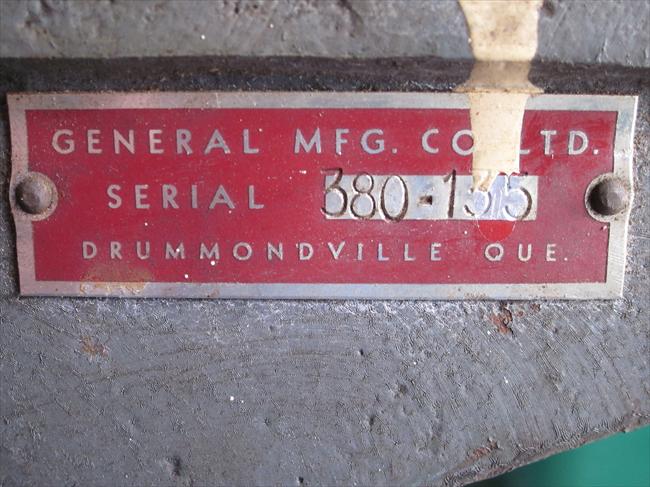 GENERAL MFG. CO. LTD.
SERIAL 380-1315
DRUMMONDVILLE QUE.